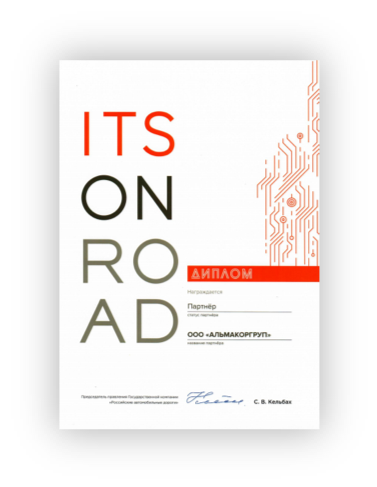 ITS
ON
RO
AD
ДИПЛОМ
Награждается
Партнёр
статус партнёра
ООО «АЛЬМАКОРГРУП»
название партнёра
Председатель правления Государственной компании
«Российские автомобильные дороги»
С. В. Кельбах